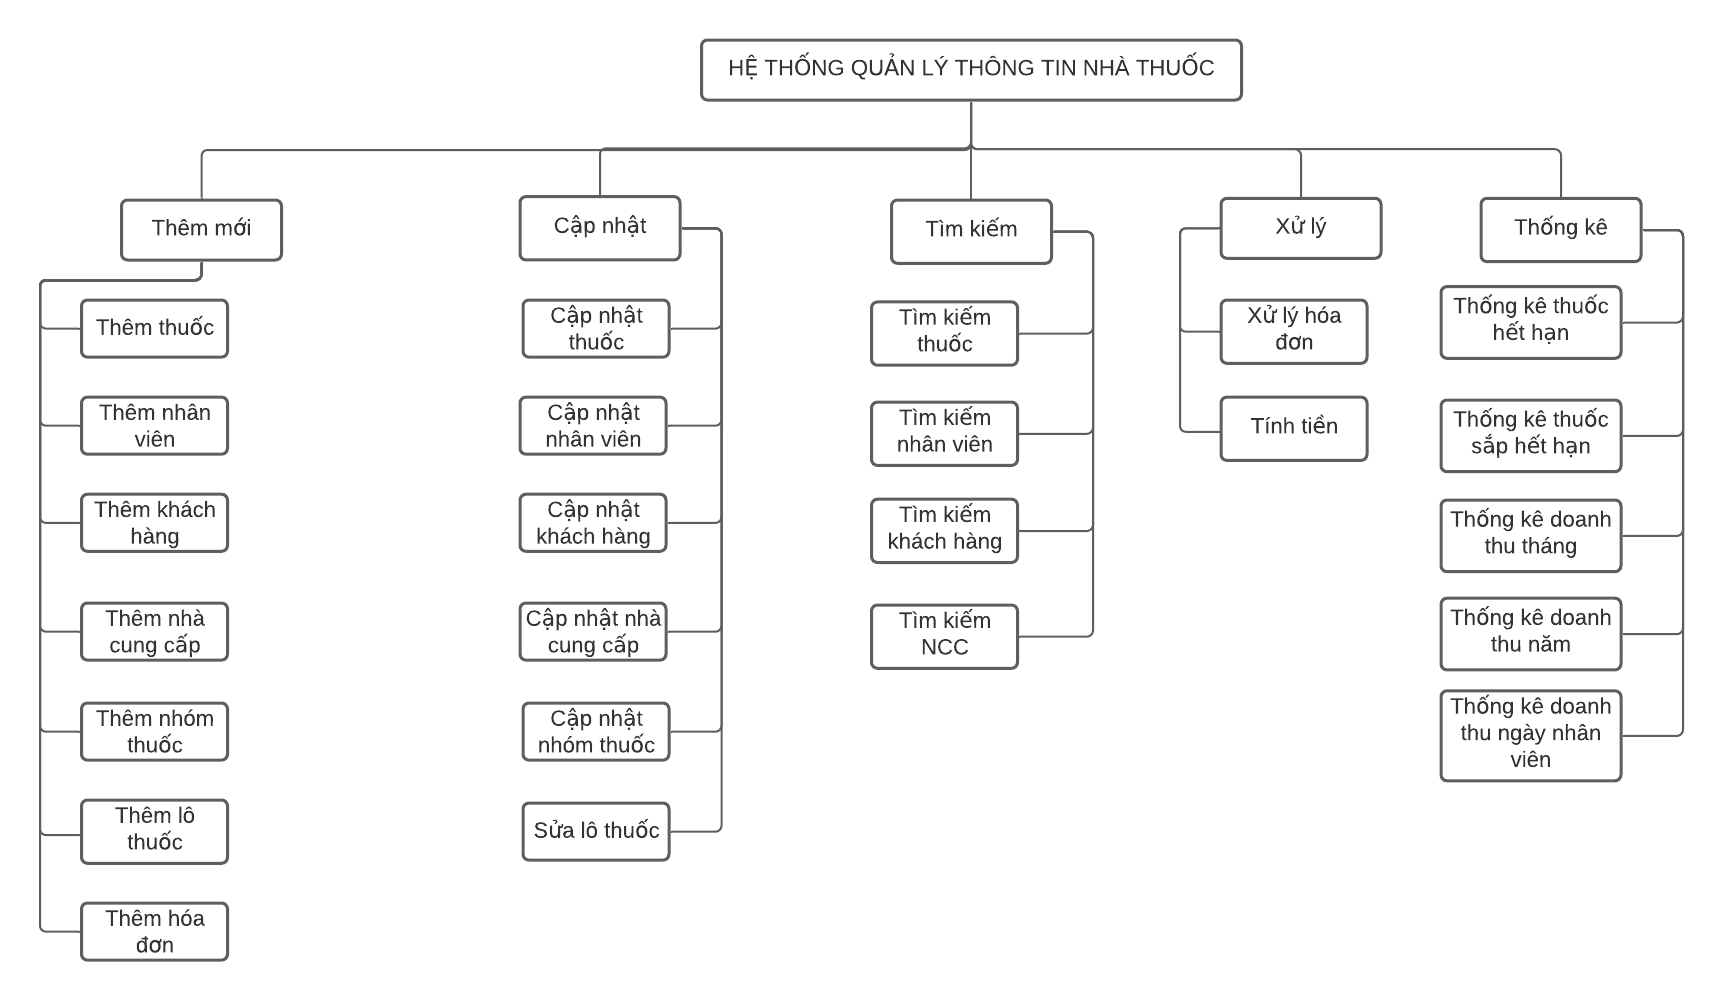 HỆ THỐNG QUẢN LÝ THÔNG TIN NHÀ THUỐC
Thêm mới
Thêm thuốc
Thêm nhân
viên
Thêm khách
hàng
Thêm nhà
cung cấp
Thêm nhóm
thuốc
Thêm lô
thuốc
Thêm hóa
đơn
Cập nhật
Cập nhật
thuốc
Cập nhật
nhân viên
Cập nhật
khách hàng
Cập nhật nhà
cung cấp
Cập nhật
nhóm thuốc
Sửa lô thuốc
Tìm kiếm
Tìm kiếm
thuốc
Tìm kiếm
nhân viên
Tìm kiếm
khách hàng
Tìm kiếm
NCC
Xử lý
Xử lý hóa
đơn
Tính tiền
Thống kê
Thống kê thuốc
hết hạn
Thống kê thuốc
sắp hết hạn
Thống kê doanh
thu tháng
Thống kê doanh
thu năm
Thống kê doanh
thu ngày nhân
viên